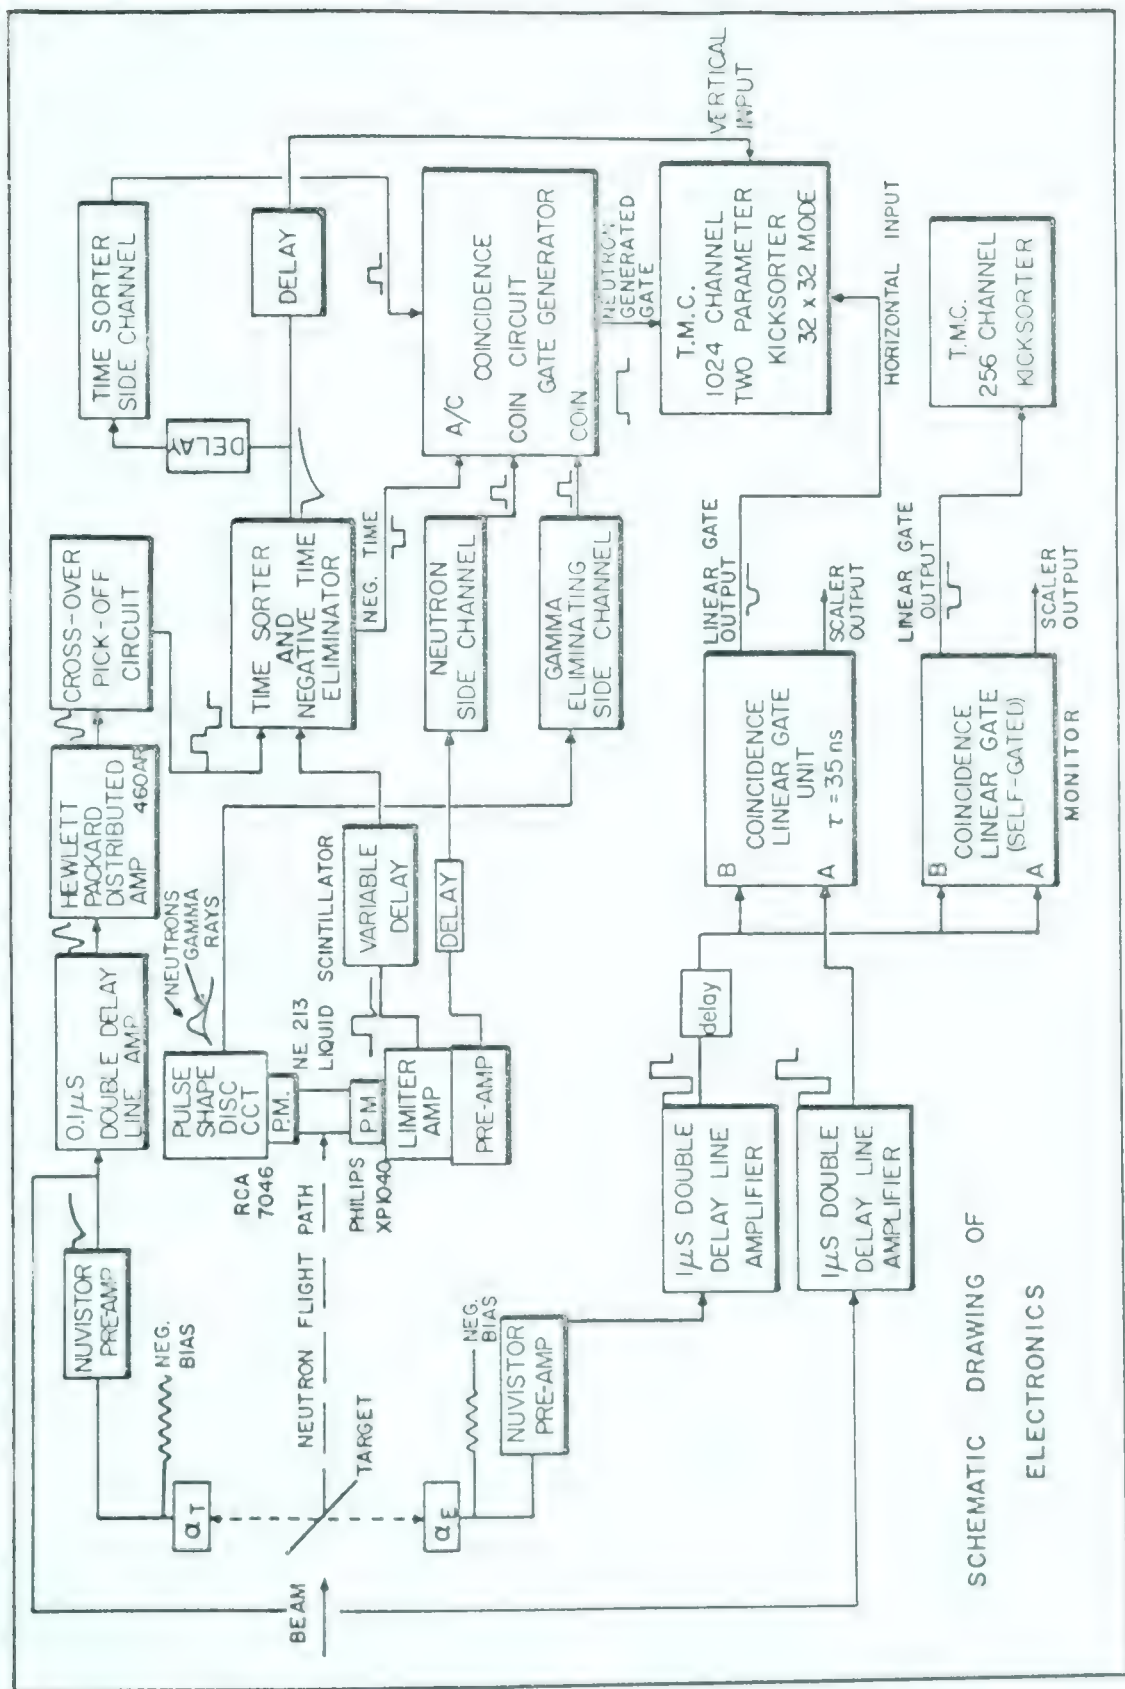 NUVISTOR
PRE-AMP
NEG.
BIAS
αT
0.1µS
DOUBLE DELAY
LINE AMP
HEWLETT
PACKARD
DISTRIBUTED
AMP
460AR
CROSS-OVER
PICK-OFF
CIRCUIT
TIME SORTER
SIDE CHANNEL
DELAY
DELAY
NEUTRONS
GAMMA
RAYS
PULSE
SHAPE
DISC
CCT
P.M.
RCA
7046
NE 213
LIQUID SCINTILLATOR
TIME SORTER
AND
NEGATIVE TIME
ELIMINATOR
NEG. TIME
BEAM
TARGET
NEUTRON FLIGHT PATH
P.M.
PHILIPS
XP1040
LIMITER
AMP
PRE-AMP
VARIABLE
DELAY
DELAY
NEUTRON
SIDE CHANNEL
GAMMA
ELIMINATING
SIDE CHANNEL
A/C
COINCIDENCE
COIN CIRCUIT
GATE GENERATOR
COIN
NEUTRON
GENERATED
GATE
VERTICAL
INPUT
T.M.C.
1024 CHANNEL
TWO PARAMETER
KICKSORTER
32 x 32 MODE
HORIZONTAL INPUT
αE
NEG.
BIAS
NUVISTOR
PRE-AMP
1µS DOUBLE
DELAY LINE
AMPLIFIER
delay
B
COINCIDENCE
LINEAR GATE
UNIT
A
τ = 35ns
LINEAR GATE
OUTPUT
SCALER
OUTPUT
1µS DOUBLE
DELAY LINE
AMPLIFIER
B
COINCIDENCE
LINEAR GATE
(SELF-GATED)
A
MONITOR
LINEAR GATE
OUTPUT
SCALER
OUTPUT
T.M.C.
256 CHANNEL
KICKSORTER
SCHEMATIC DRAWING OF
ELECTRONICS